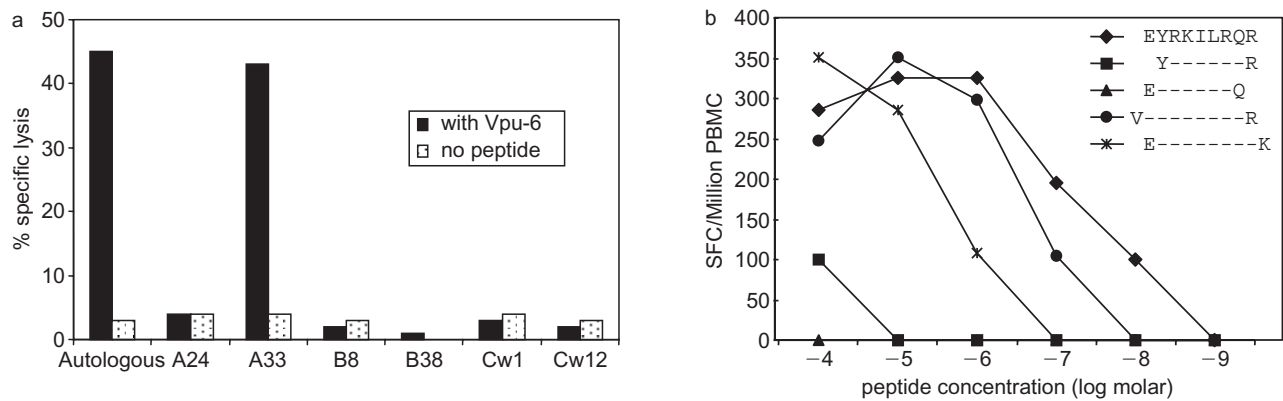 a
% specific lysis
50
40
30
20
10
0
with Vpu-6
no peptide
Autologous A24 A33 B8 B38 Cw1 Cw12
b
SFC/Million PBMC
400
350
300
250
200
150
100
50
0
EYRKILRQR
Y------R
E-------Q
V--------R
E--------K
−4 −5 −6 −7 −8 −9
peptide concentration (log molar)